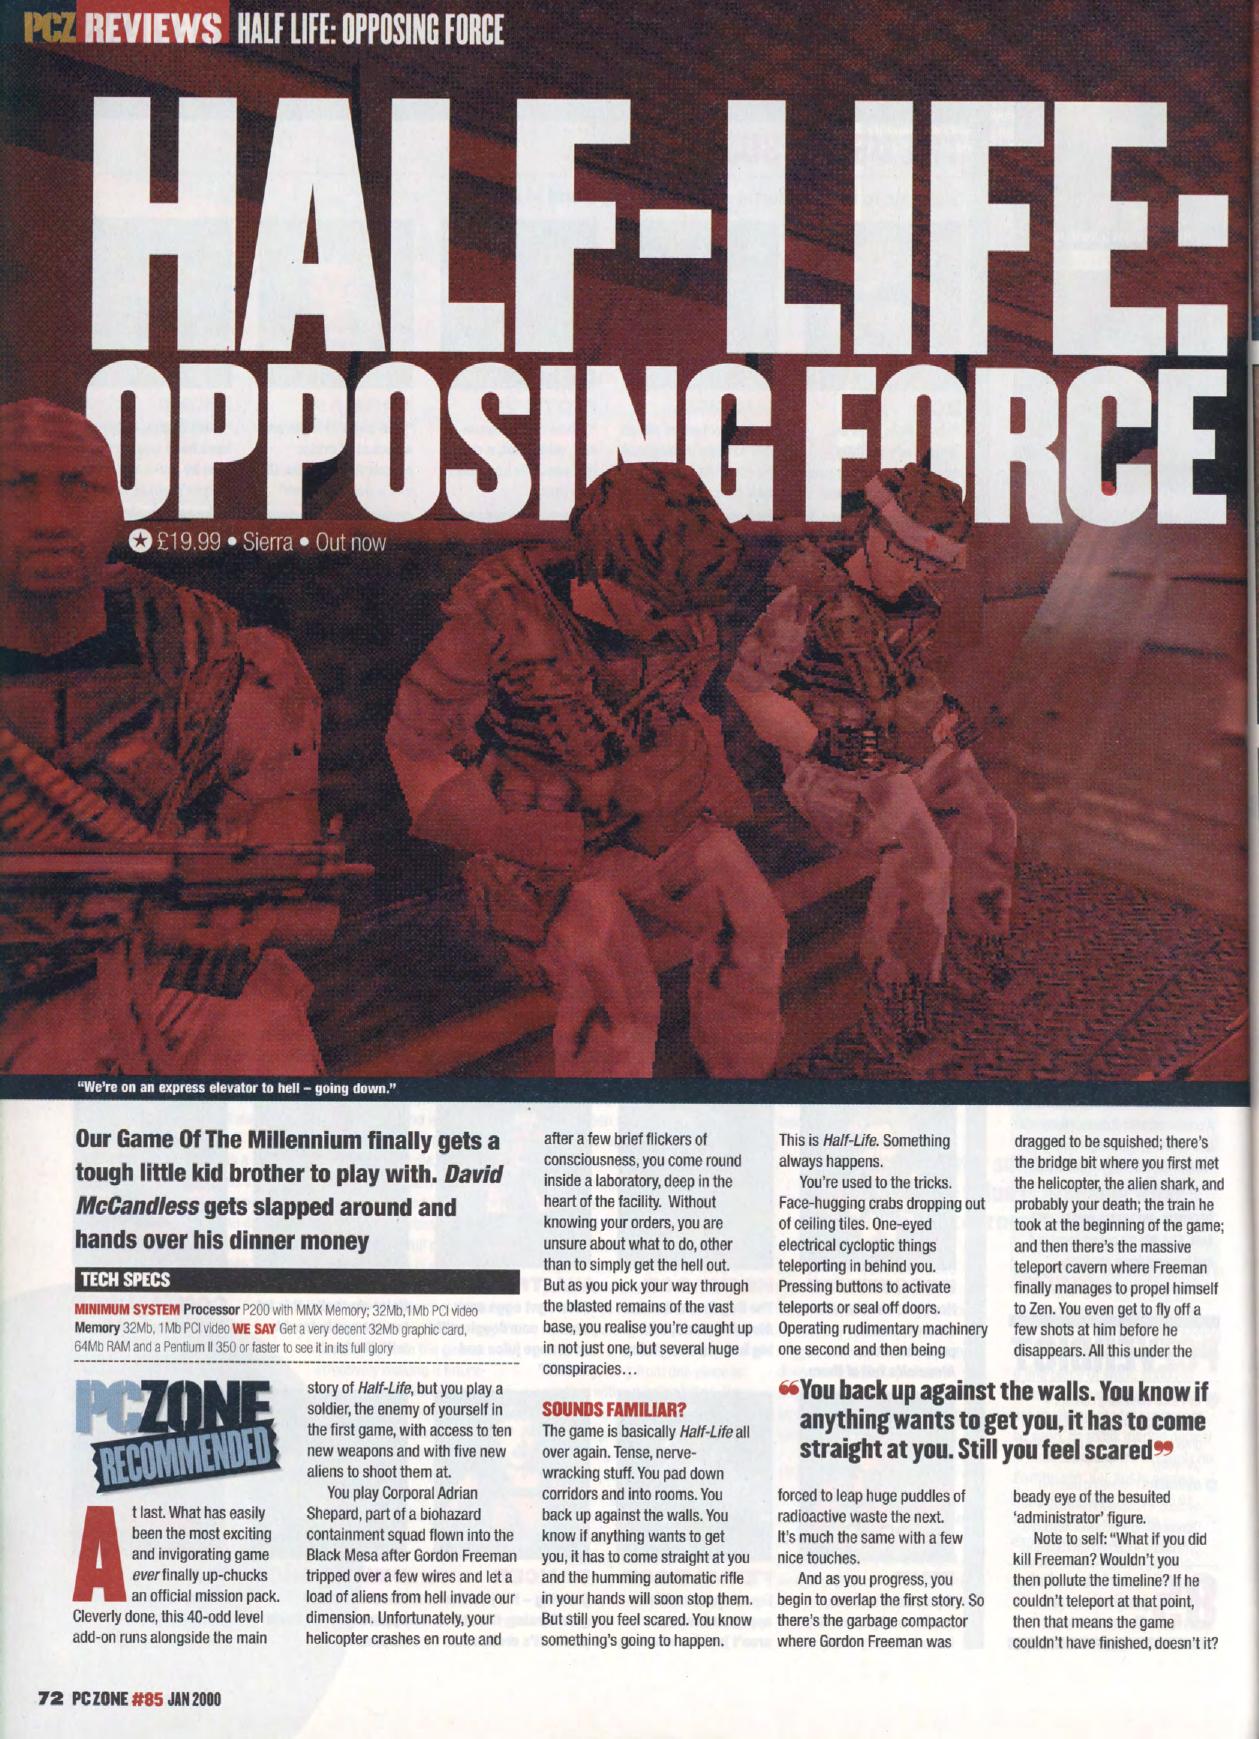 PCZ REVIEWS HALF LIFE: OPPOSING FORCE
HALF-LIFE:
OPPOSING FORCE
£19.99 • Sierra • Out now
“We’re on an express elevator to hell – going down.”
Our Game Of The Millennium finally gets a
tough little kid brother to play with. David
McCandless gets slapped around and
hands over his dinner money
TECH SPECS
MINIMUM SYSTEM Processor P200 with MMX Memory; 32Mb,1Mb PCI video
Memory 32Mb, 1Mb PCI video WE SAY Get a very decent 32Mb graphic card,
64Mb RAM and a Pentium II 350 or faster to see it in its full glory
PCZONE
RECOMMENDED
At last. What has easily
been the most exciting
and invigorating game
ever finally up-chucks
an official mission pack.
Cleverly done, this 40-odd level
add-on runs alongside the main
story of Half-Life, but you play a
soldier, the enemy of yourself in
the first game, with access to ten
new weapons and with five new
aliens to shoot them at.
You play Corporal Adrian
Shepard, part of a biohazard
containment squad flown into the
Black Mesa after Gordon Freeman
tripped over a few wires and let a
load of aliens from hell invade our
dimension. Unfortunately, your
helicopter crashes en route and
after a few brief flickers of
consciousness, you come round
inside a laboratory, deep in the
heart of the facility. Without
knowing your orders, you are
unsure about what to do, other
than to simply get the hell out.
But as you pick your way through
the blasted remains of the vast
base, you realise you’re caught up
in not just one, but several huge
conspiracies…
SOUNDS FAMILIAR?
The game is basically Half-Life all
over again. Tense, nerve-
wracking stuff. You pad down
corridors and into rooms. You
back up against the walls. You
know if anything wants to get
you, it has to come straight at you
and the humming automatic rifle
in your hands will soon stop them.
But still you feel scared. You know
something’s going to happen.
This is Half-Life. Something
always happens.
You’re used to the tricks.
Face-hugging crabs dropping out
of ceiling tiles. One-eyed
electrical cycloptic things
teleporting in behind you.
Pressing buttons to activate
teleports or seal off doors.
Operating rudimentary machinery
one second and then being
“You back up against the walls. You know if
anything wants to get you, it has to come
straight at you. Still you feel scared”
forced to leap huge puddles of
radioactive waste the next.
It’s much the same with a few
nice touches.
And as you progress, you
begin to overlap the first story. So
there’s the garbage compactor
where Gordon Freeman was
dragged to be squished; there’s
the bridge bit where you first met
the helicopter, the alien shark, and
probably your death; the train he
took at the beginning of the game;
and then there’s the massive
teleport cavern where Freeman
finally manages to propel himself
to Zen. You even get to fly off a
few shots at him before he
disappears. All this under the
beady eye of the besuited
‘administrator’ figure.
Note to self: “What if you did
kill Freeman? Wouldn’t you
then pollute the timeline? If he
couldn’t teleport at that point,
then that means the game
couldn’t have finished, doesn’t it?
72 PCZONE #85 JAN 2000